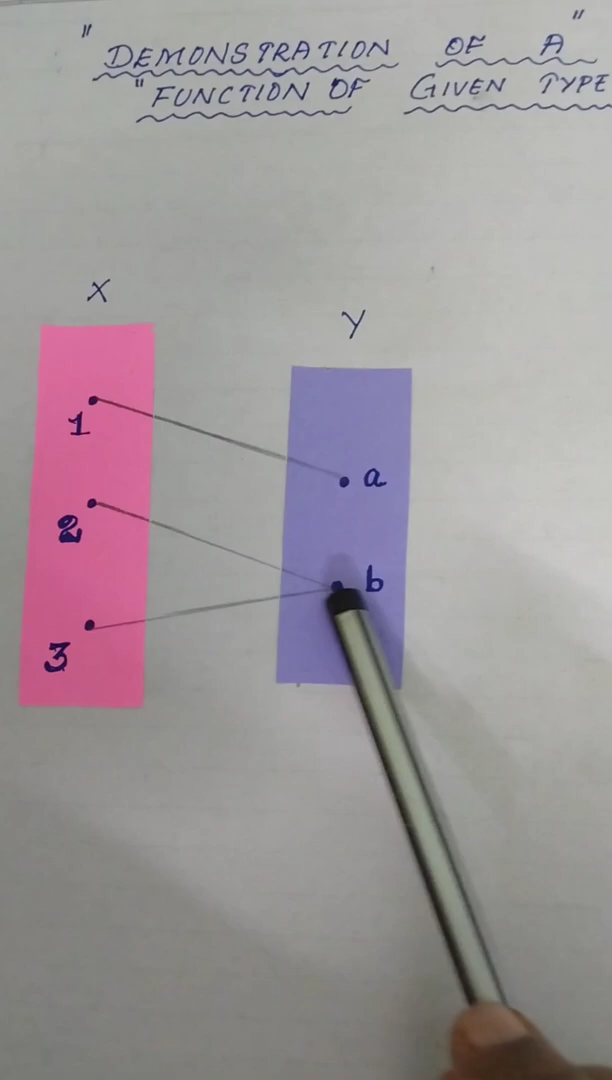 "DEMONSTRATION OF A"
"FUNCTION OF GIVEN TYPE
X
Y
1
a
2
b
3